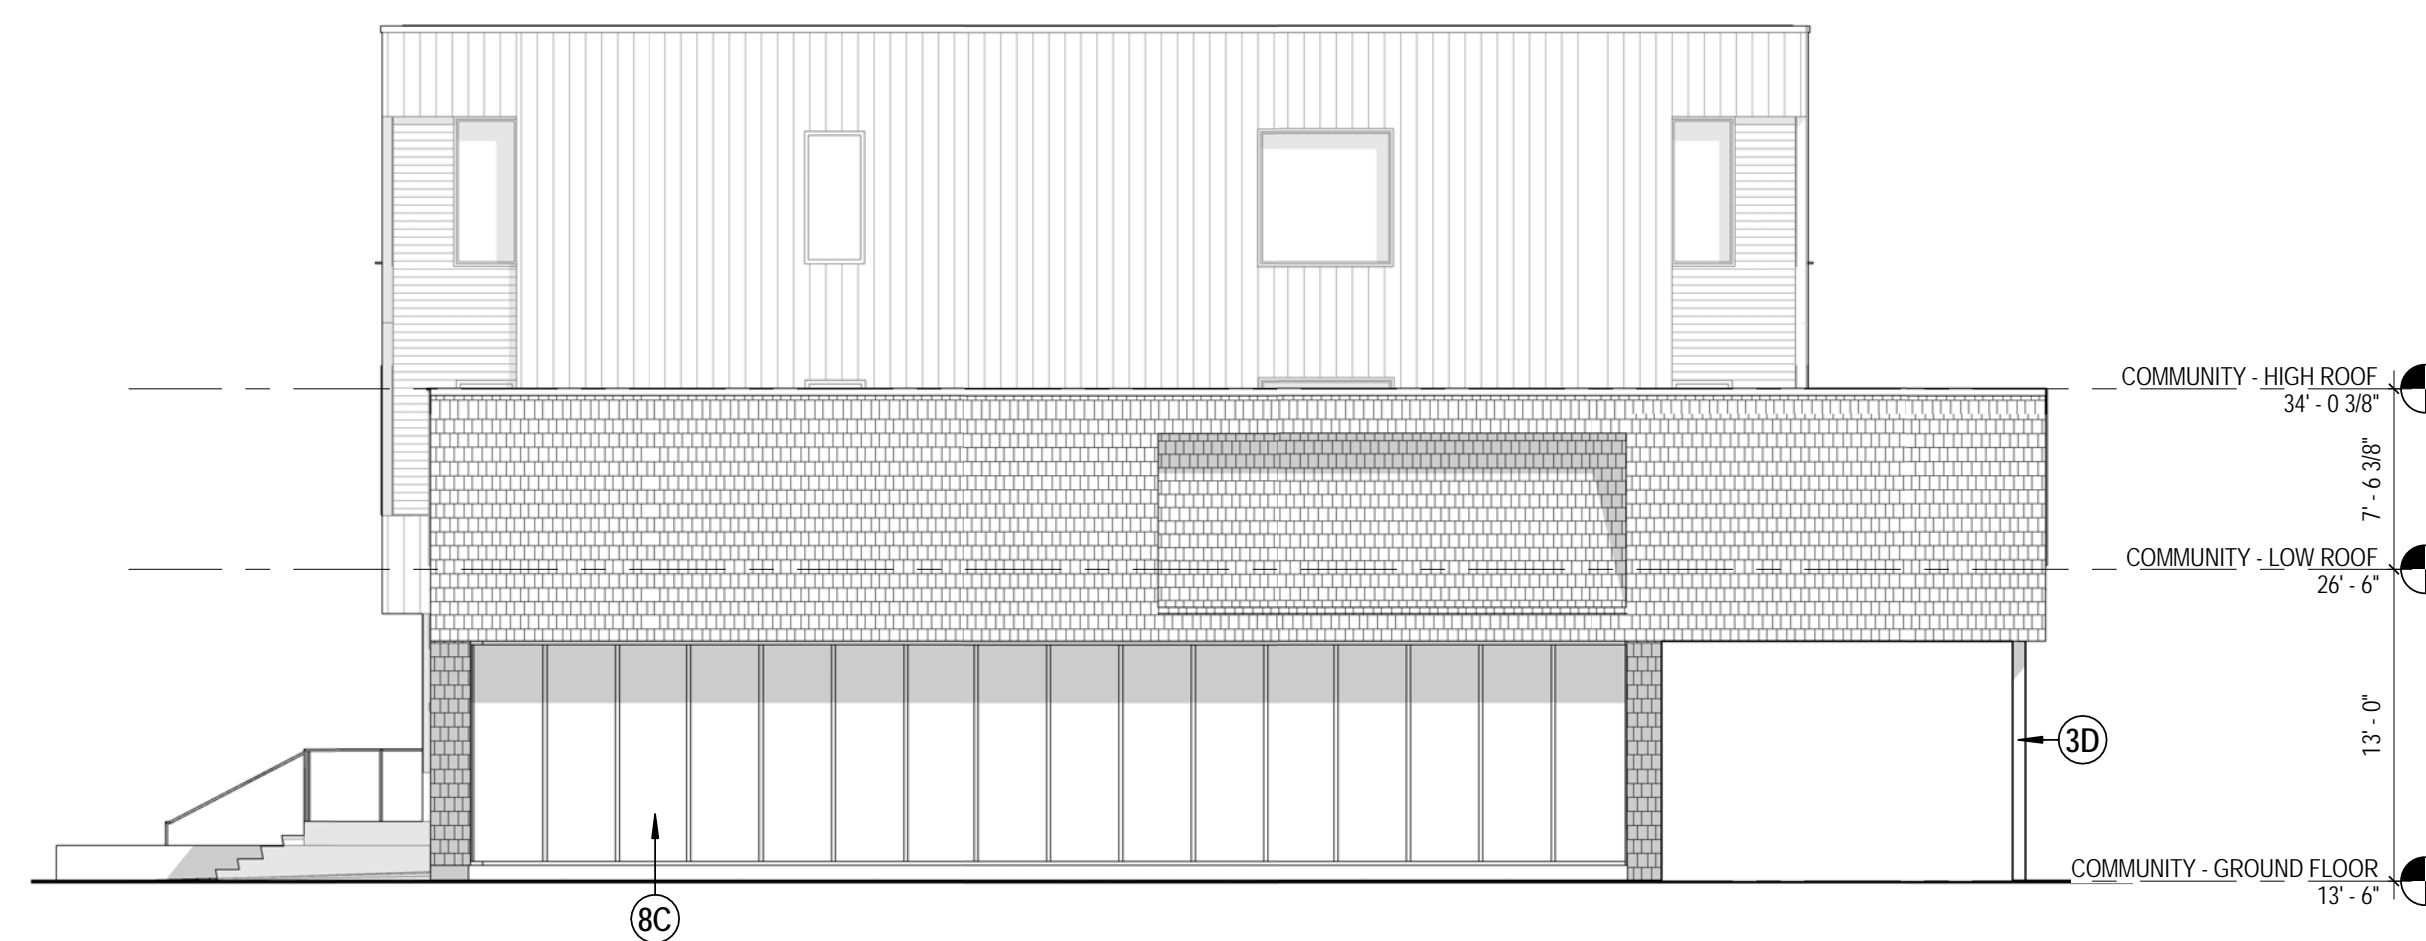 COMMUNITY - HIGH ROOF
34' - 0 3/8"
7' - 6 3/8"
COMMUNITY - LOW ROOF
26' - 6"
13' - 0"
3D
COMMUNITY - GROUND FLOOR
13' - 6"
8C